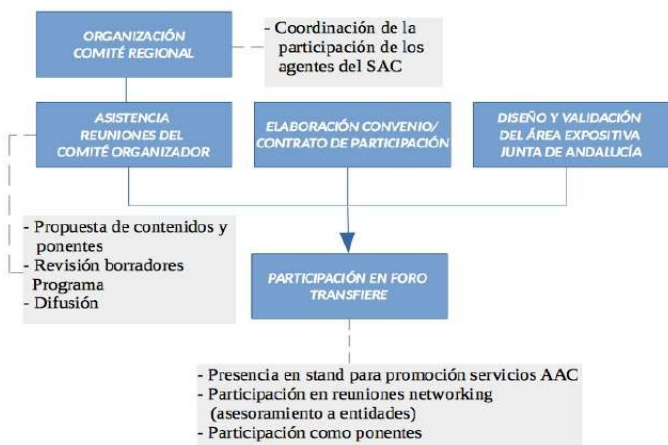 ORGANIZACIÓN
COMITÉ REGIONAL
- Coordinación de la
participación de los
agentes del SAC
ASISTENCIA
REUNIONES DEL
COMITÉ ORGANIZADOR
ELABORACIÓN CONVENIO/
CONTRATO DE PARTICIPACIÓN
DISEÑO Y VALIDACIÓN
DEL ÁREA EXPOSITIVA
JUNTA DE ANDALUCÍA
- Propuesta de contenidos y
ponentes
- Revisión borradores
Programa
- Difusión
PARTICIPACIÓN EN FORO
TRANSFIERE
- Presencia en stand para promoción servicios AAC
- Participación en reuniones networking
(asesoramiento a entidades)
- Participación como ponentes